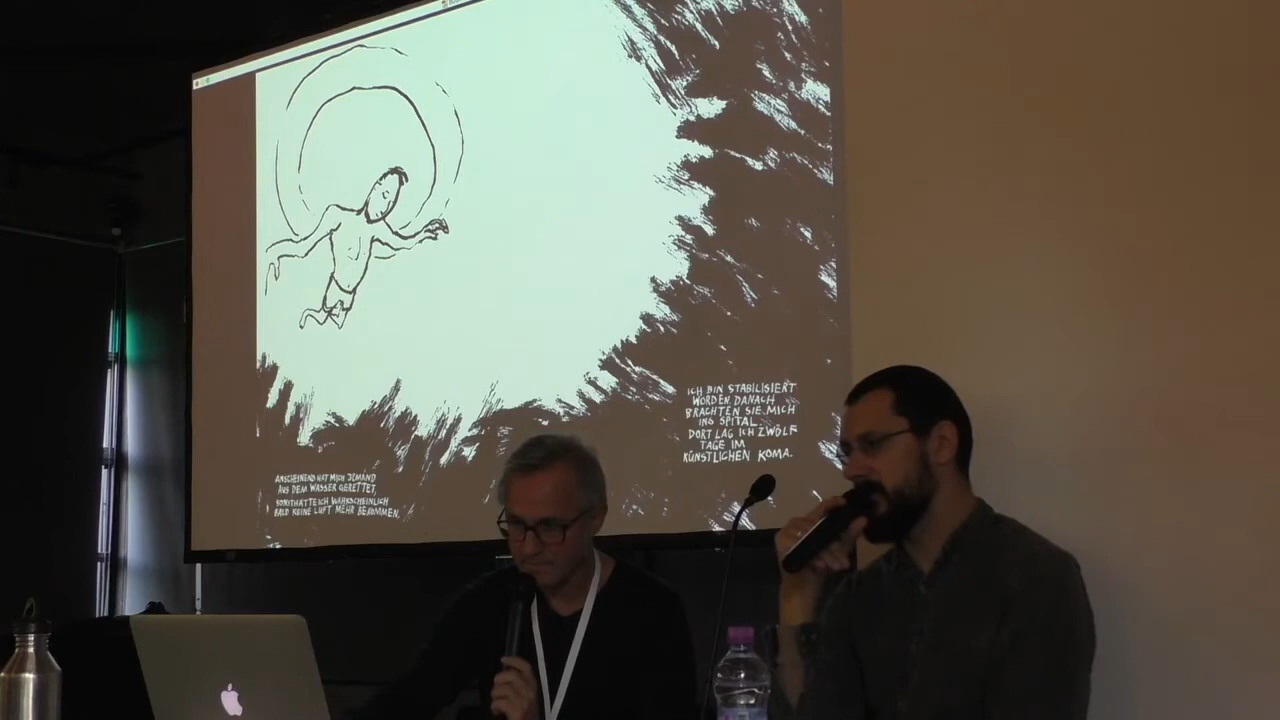 ANSCHEINEND HAT MICH JEMAND
AUS DEM WASSER GERETTET,
SONST HÄTTE ICH WAHRSCHEINLICH
BALD KEINE LUFT MEHR BEKOMMEN.
ICH BIN STABILISIERT
WORDEN. DANACH
BRACHTEN SIE MICH
INS SPITAL.
DORT LAG ICH ZWÖLF
TAGE IM
KÜNSTLICHEN KOMA.